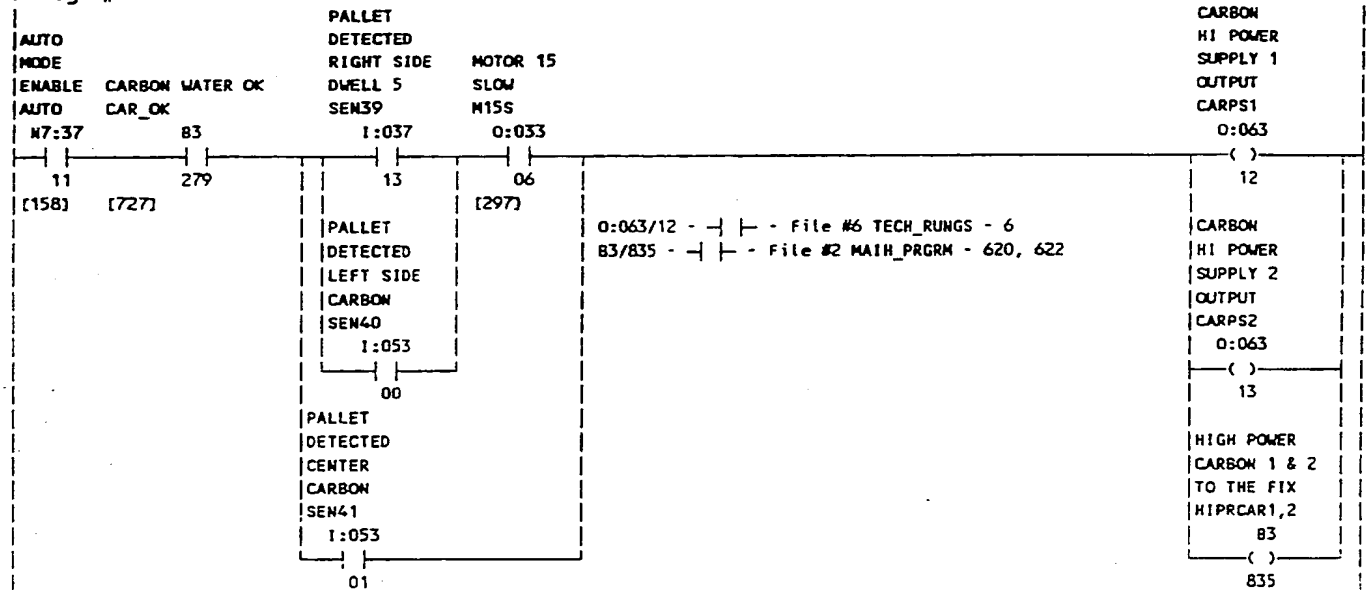 PALLET CARBON
AUTO DETECTED HI POWER
MODE RIGHT SIDE MOTOR 15 SUPPLY 1
ENABLE CARBON WATER OK DWELL 5 SLOW OUTPUT
AUTO CAR_OK SEN39 M15S CARPS1
N7:37 B3 I:037 O:033 O:063
11 279 13 06 12
[158] [727] [297]
PALLET O:063/12 - ┤ ├ - File #6 TECH_RUNGS - 6 CARBON
DETECTED B3/835 - ┤ ├ - File #2 MAIN_PRGRM - 620, 622 HI POWER
LEFT SIDE SUPPLY 2
CARBON OUTPUT
SEN40 CARPS2
I:053 O:063
00 13
PALLET
DETECTED HIGH POWER
CENTER CARBON 1 & 2
CARBON TO THE FIX
SEN41 HIPRCAR1,2
I:053 B3
01 835